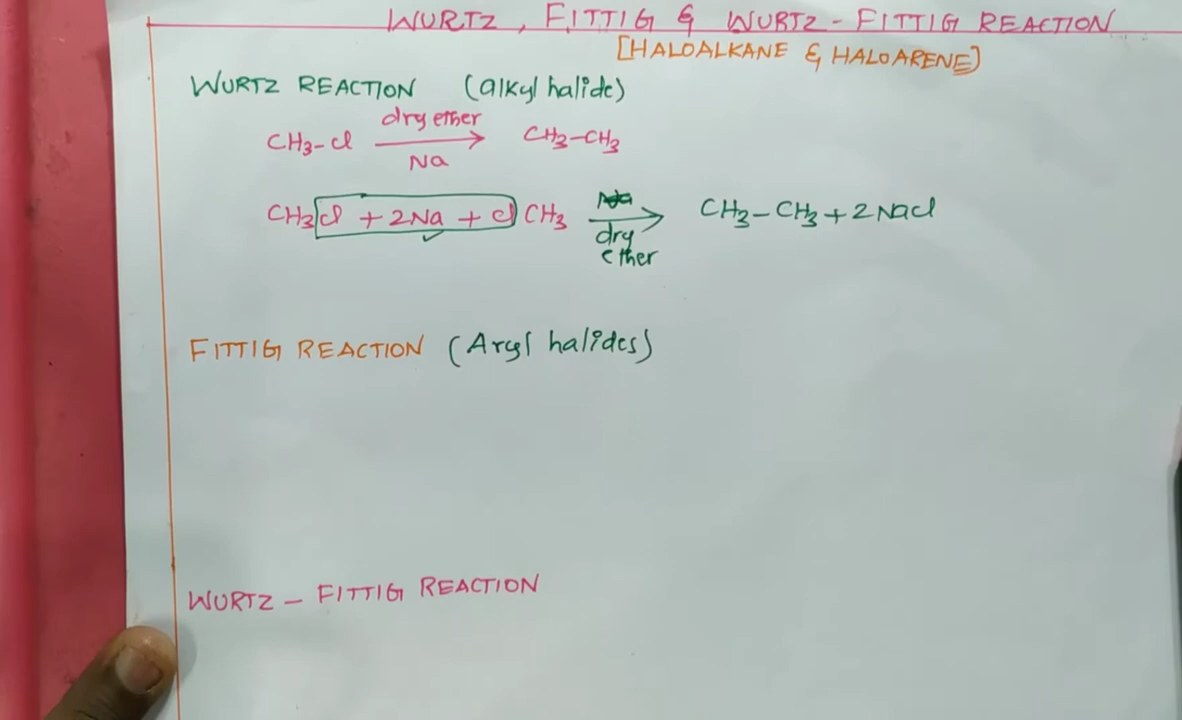 WURTZ, FITTIG & WURTZ - FITTIG REACTION
[HALOALKANE & HALOARENE]
WURTZ REACTION (alkyl halide)
dry ether
CH3-Cl ⟶ CH3-CH3
Na
CH3Cl + 2Na + Cl CH3 ⟶ CH3-CH3 + 2NaCl
dry
ether
FITTIG REACTION (Aryl halides)
WURTZ - FITTIG REACTION